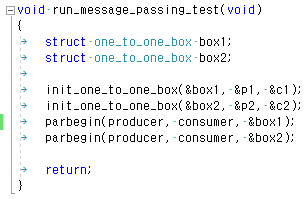 void run_message_passing_test(void)
{
struct one_to_one_box box1;
struct one_to_one_box box2;
init_one_to_one_box(&box1, &p1, &c1);
init_one_to_one_box(&box2, &p2, &c2);
parbegin(producer, consumer, &box1);
parbegin(producer, consumer, &box2);
return;
}